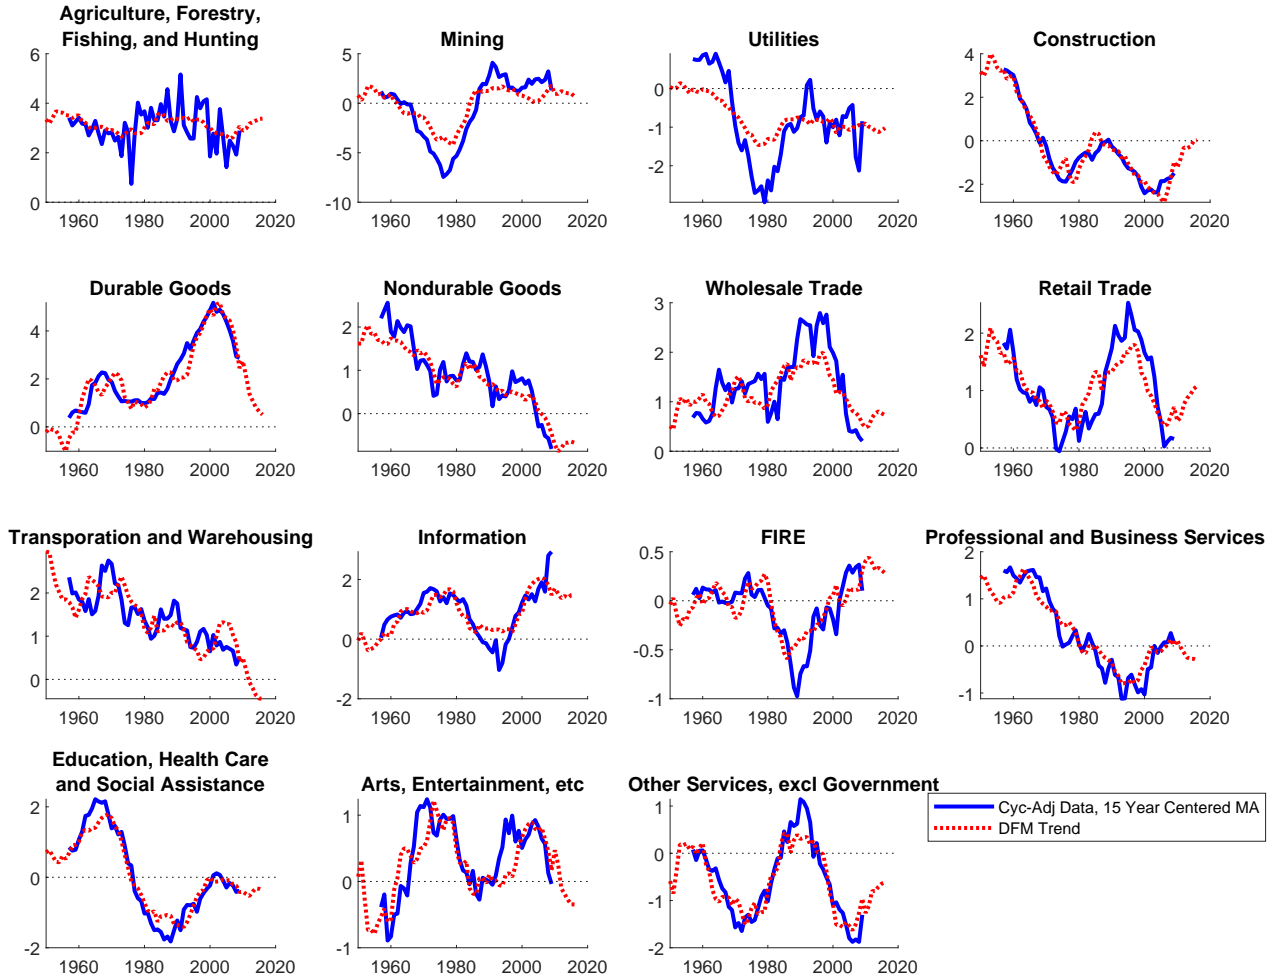 Agriculture, Forestry,
Fishing, and Hunting
Mining
Utilities
Construction
6
4
2
0
1960 1980 2000 2020
5
0
-5
-10
1960 1980 2000 2020
0
-1
-2
1960 1980 2000 2020
4
2
0
-2
1960 1980 2000 2020
Durable Goods
Nondurable Goods
Wholesale Trade
Retail Trade
4
2
0
1960 1980 2000 2020
2
1
0
1960 1980 2000 2020
3
2
1
0
1960 1980 2000 2020
2
1
0
1960 1980 2000 2020
Transporation and Warehousing
Information
FIRE
Professional and Business Services
2
1
0
1960 1980 2000 2020
2
0
-2
1960 1980 2000 2020
0.5
0
-0.5
-1
1960 1980 2000 2020
2
1
0
-1
1960 1980 2000 2020
Education, Health Care
and Social Assistance
Arts, Entertainment, etc
Other Services, excl Government
2
0
-2
1960 1980 2000 2020
1
0
-1
1960 1980 2000 2020
1
0
-1
-2
1960 1980 2000 2020
Cyc-Adj Data, 15 Year Centered MA
DFM Trend